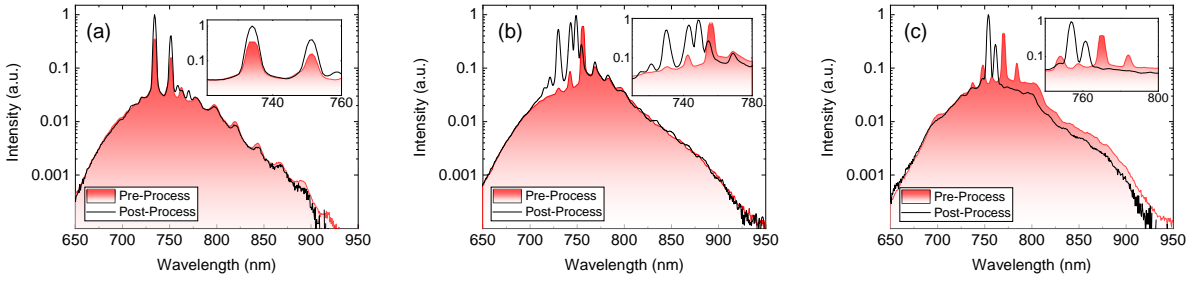 (a)
Intensity (a.u.)
1
0.1
0.01
0.001
1
0.1
740
760
Pre-Process
Post-Process
650 700 750 800 850 900 950
Wavelength (nm)
(b)
Intensity (a.u.)
1
0.1
0.01
0.001
1
0.1
740
780
Pre-Process
Post-Process
650 700 750 800 850 900 950
Wavelength (nm)
(c)
Intensity (a.u.)
1
0.1
0.01
0.001
1
0.1
760
800
Pre-Process
Post-Process
650 700 750 800 850 900 950
Wavelength (nm)